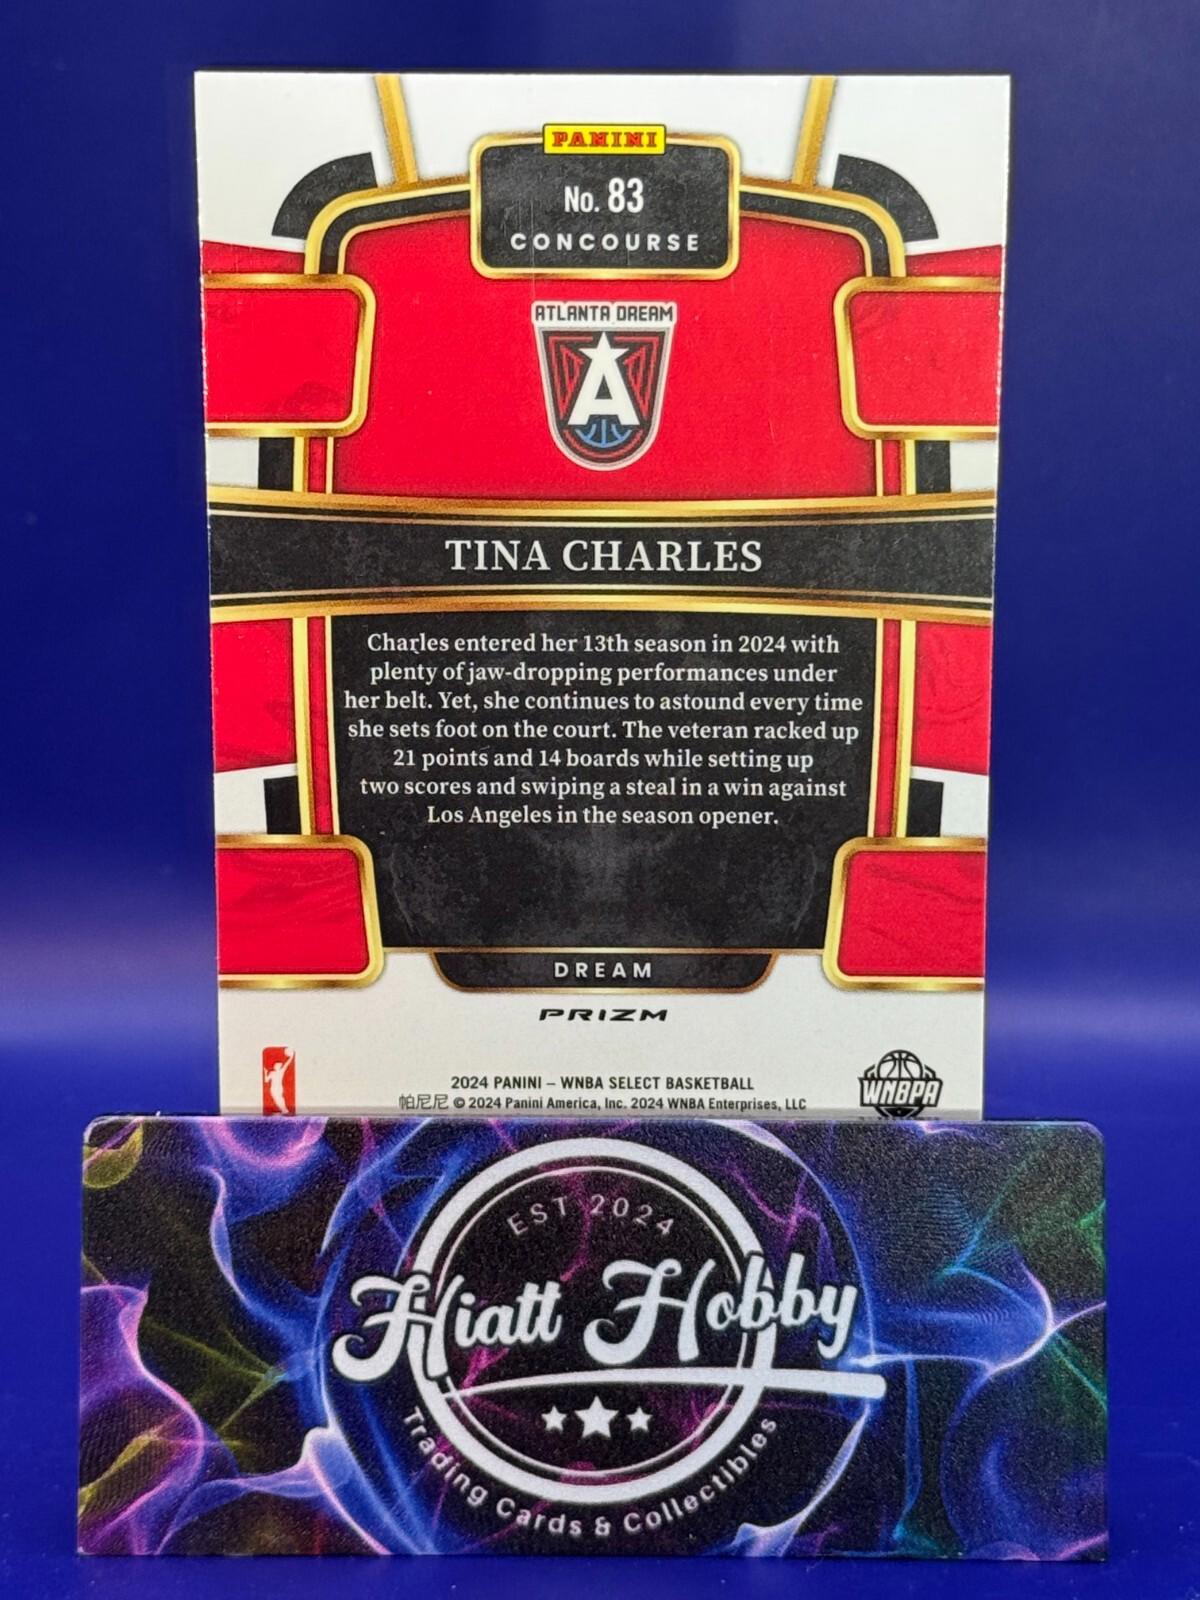 PANINI
No. 83
CONCOURSE
ATLANTA DREAM
A
TINA CHARLES
Charles entered her 13th season in 2024 with
plenty of jaw-dropping performances under
her belt. Yet, she continues to astound every time
she sets foot on the court. The veteran racked up
21 points and 14 boards while setting up
two scores and swiping a steal in a win against
Los Angeles in the season opener.
DREAM
PRIZM
2024 PANINI – WNBA SELECT BASKETBALL
帕尼尼 © 2024 Panini America, Inc. 2024 WNBA Enterprises, LLC
WNBPA
EST 2024
Hiatt Hobby
Trading Cards & Collectibles